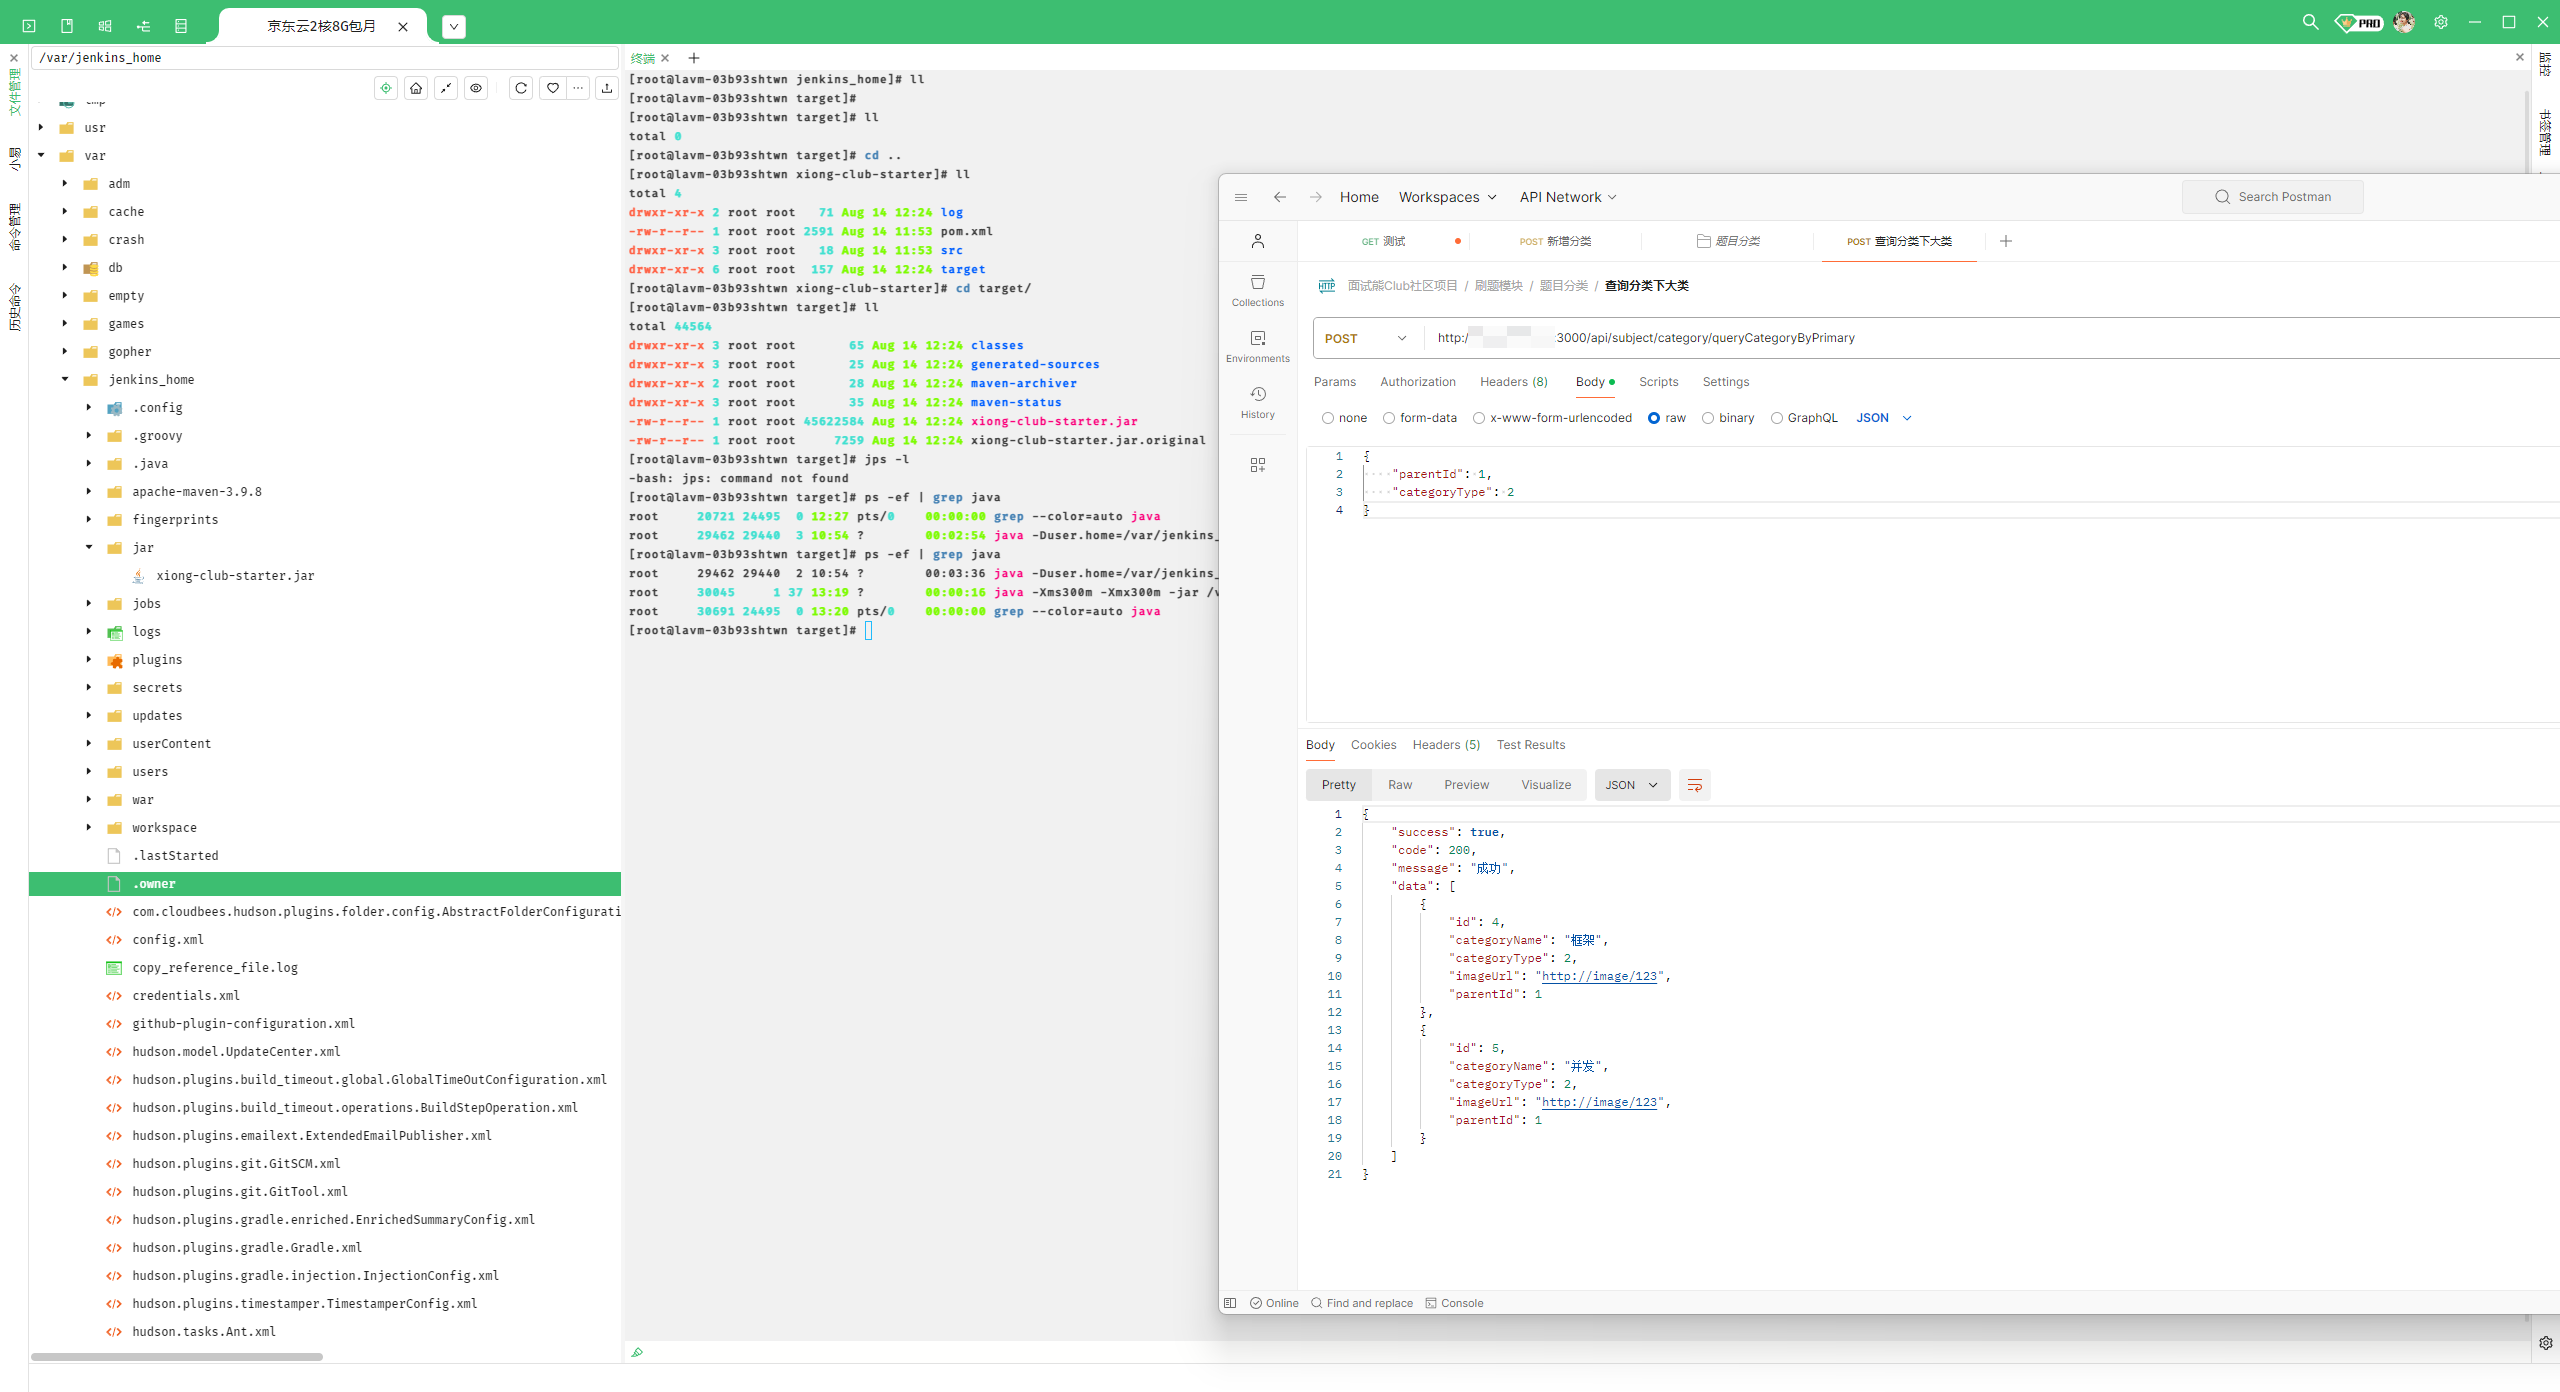 京东云2核8G包月
PRO
/var/jenkins_home
文件管理
小易
命令管理
历史命令
usr
var
adm
cache
crash
db
empty
games
gopher
jenkins_home
.config
.groovy
.java
apache-maven-3.9.8
fingerprints
jar
xiong-club-starter.jar
jobs
logs
plugins
secrets
updates
userContent
users
war
workspace
.lastStarted
.owner
com.cloudbees.hudson.plugins.folder.config.AbstractFolderConfigurati
config.xml
copy_reference_file.log
credentials.xml
github-plugin-configuration.xml
hudson.model.UpdateCenter.xml
hudson.plugins.build_timeout.global.GlobalTimeOutConfiguration.xml
hudson.plugins.build_timeout.operations.BuildStepOperation.xml
hudson.plugins.emailext.ExtendedEmailPublisher.xml
hudson.plugins.git.GitSCM.xml
hudson.plugins.git.GitTool.xml
hudson.plugins.gradle.enriched.EnrichedSummaryConfig.xml
hudson.plugins.gradle.Gradle.xml
hudson.plugins.gradle.injection.InjectionConfig.xml
hudson.plugins.timestamper.TimestamperConfig.xml
hudson.tasks.Ant.xml
终端
[root@lavm-03b93shtwn jenkins_home]# ll
[root@lavm-03b93shtwn target]#
[root@lavm-03b93shtwn target]# ll
total 0
[root@lavm-03b93shtwn target]# cd ..
[root@lavm-03b93shtwn xiong-club-starter]# ll
total 4
drwxr-xr-x 2 root root   71 Aug 14 12:24 log
-rw-r--r-- 1 root root 2591 Aug 14 11:53 pom.xml
drwxr-xr-x 3 root root   18 Aug 14 11:53 src
drwxr-xr-x 6 root root  157 Aug 14 12:24 target
[root@lavm-03b93shtwn xiong-club-starter]# cd target/
[root@lavm-03b93shtwn target]# ll
total 44564
drwxr-xr-x 3 root root       65 Aug 14 12:24 classes
drwxr-xr-x 3 root root       25 Aug 14 12:24 generated-sources
drwxr-xr-x 2 root root       28 Aug 14 12:24 maven-archiver
drwxr-xr-x 3 root root       35 Aug 14 12:24 maven-status
-rw-r--r-- 1 root root 45622584 Aug 14 12:24 xiong-club-starter.jar
-rw-r--r-- 1 root root     7259 Aug 14 12:24 xiong-club-starter.jar.original
[root@lavm-03b93shtwn target]# jps -l
-bash: jps: command not found
[root@lavm-03b93shtwn target]# ps -ef | grep java
root     20721 24495  0 12:27 pts/0    00:00:00 grep --color=auto java
root     29462 29440  3 10:54 ?        00:02:54 java -Duser.home=/var/jenkins_
[root@lavm-03b93shtwn target]# ps -ef | grep java
root     29462 29440  2 10:54 ?        00:03:36 java -Duser.home=/var/jenkins_
root     30045     1 37 13:19 ?        00:00:16 java -Xms300m -Xmx300m -jar /v
root     30691 24495  0 13:20 pts/0    00:00:00 grep --color=auto java
[root@lavm-03b93shtwn target]#
监控
书签管理
Home Workspaces API Network Search Postman
GET 测试 POST 新增分类 题目分类 POST 查询分类下大类
Collections
Environments
History
HTTP 面试熊Club社区项目 / 刷题模块 / 题目分类 / 查询分类下大类
POST http:/ :3000/api/subject/category/queryCategoryByPrimary
Params Authorization Headers (8) Body Scripts Settings
none form-data x-www-form-urlencoded raw binary GraphQL JSON
1 {
2 "parentId": 1,
3 "categoryType": 2
4 }
Body Cookies Headers (5) Test Results
Pretty Raw Preview Visualize JSON
1 {
2 "success": true,
3 "code": 200,
4 "message": "成功",
5 "data": [
6 {
7 "id": 4,
8 "categoryName": "框架",
9 "categoryType": 2,
10 "imageUrl": "http://image/123",
11 "parentId": 1
12 },
13 {
14 "id": 5,
15 "categoryName": "并发",
16 "categoryType": 2,
17 "imageUrl": "http://image/123",
18 "parentId": 1
19 }
20 ]
21 }
Online Find and replace Console